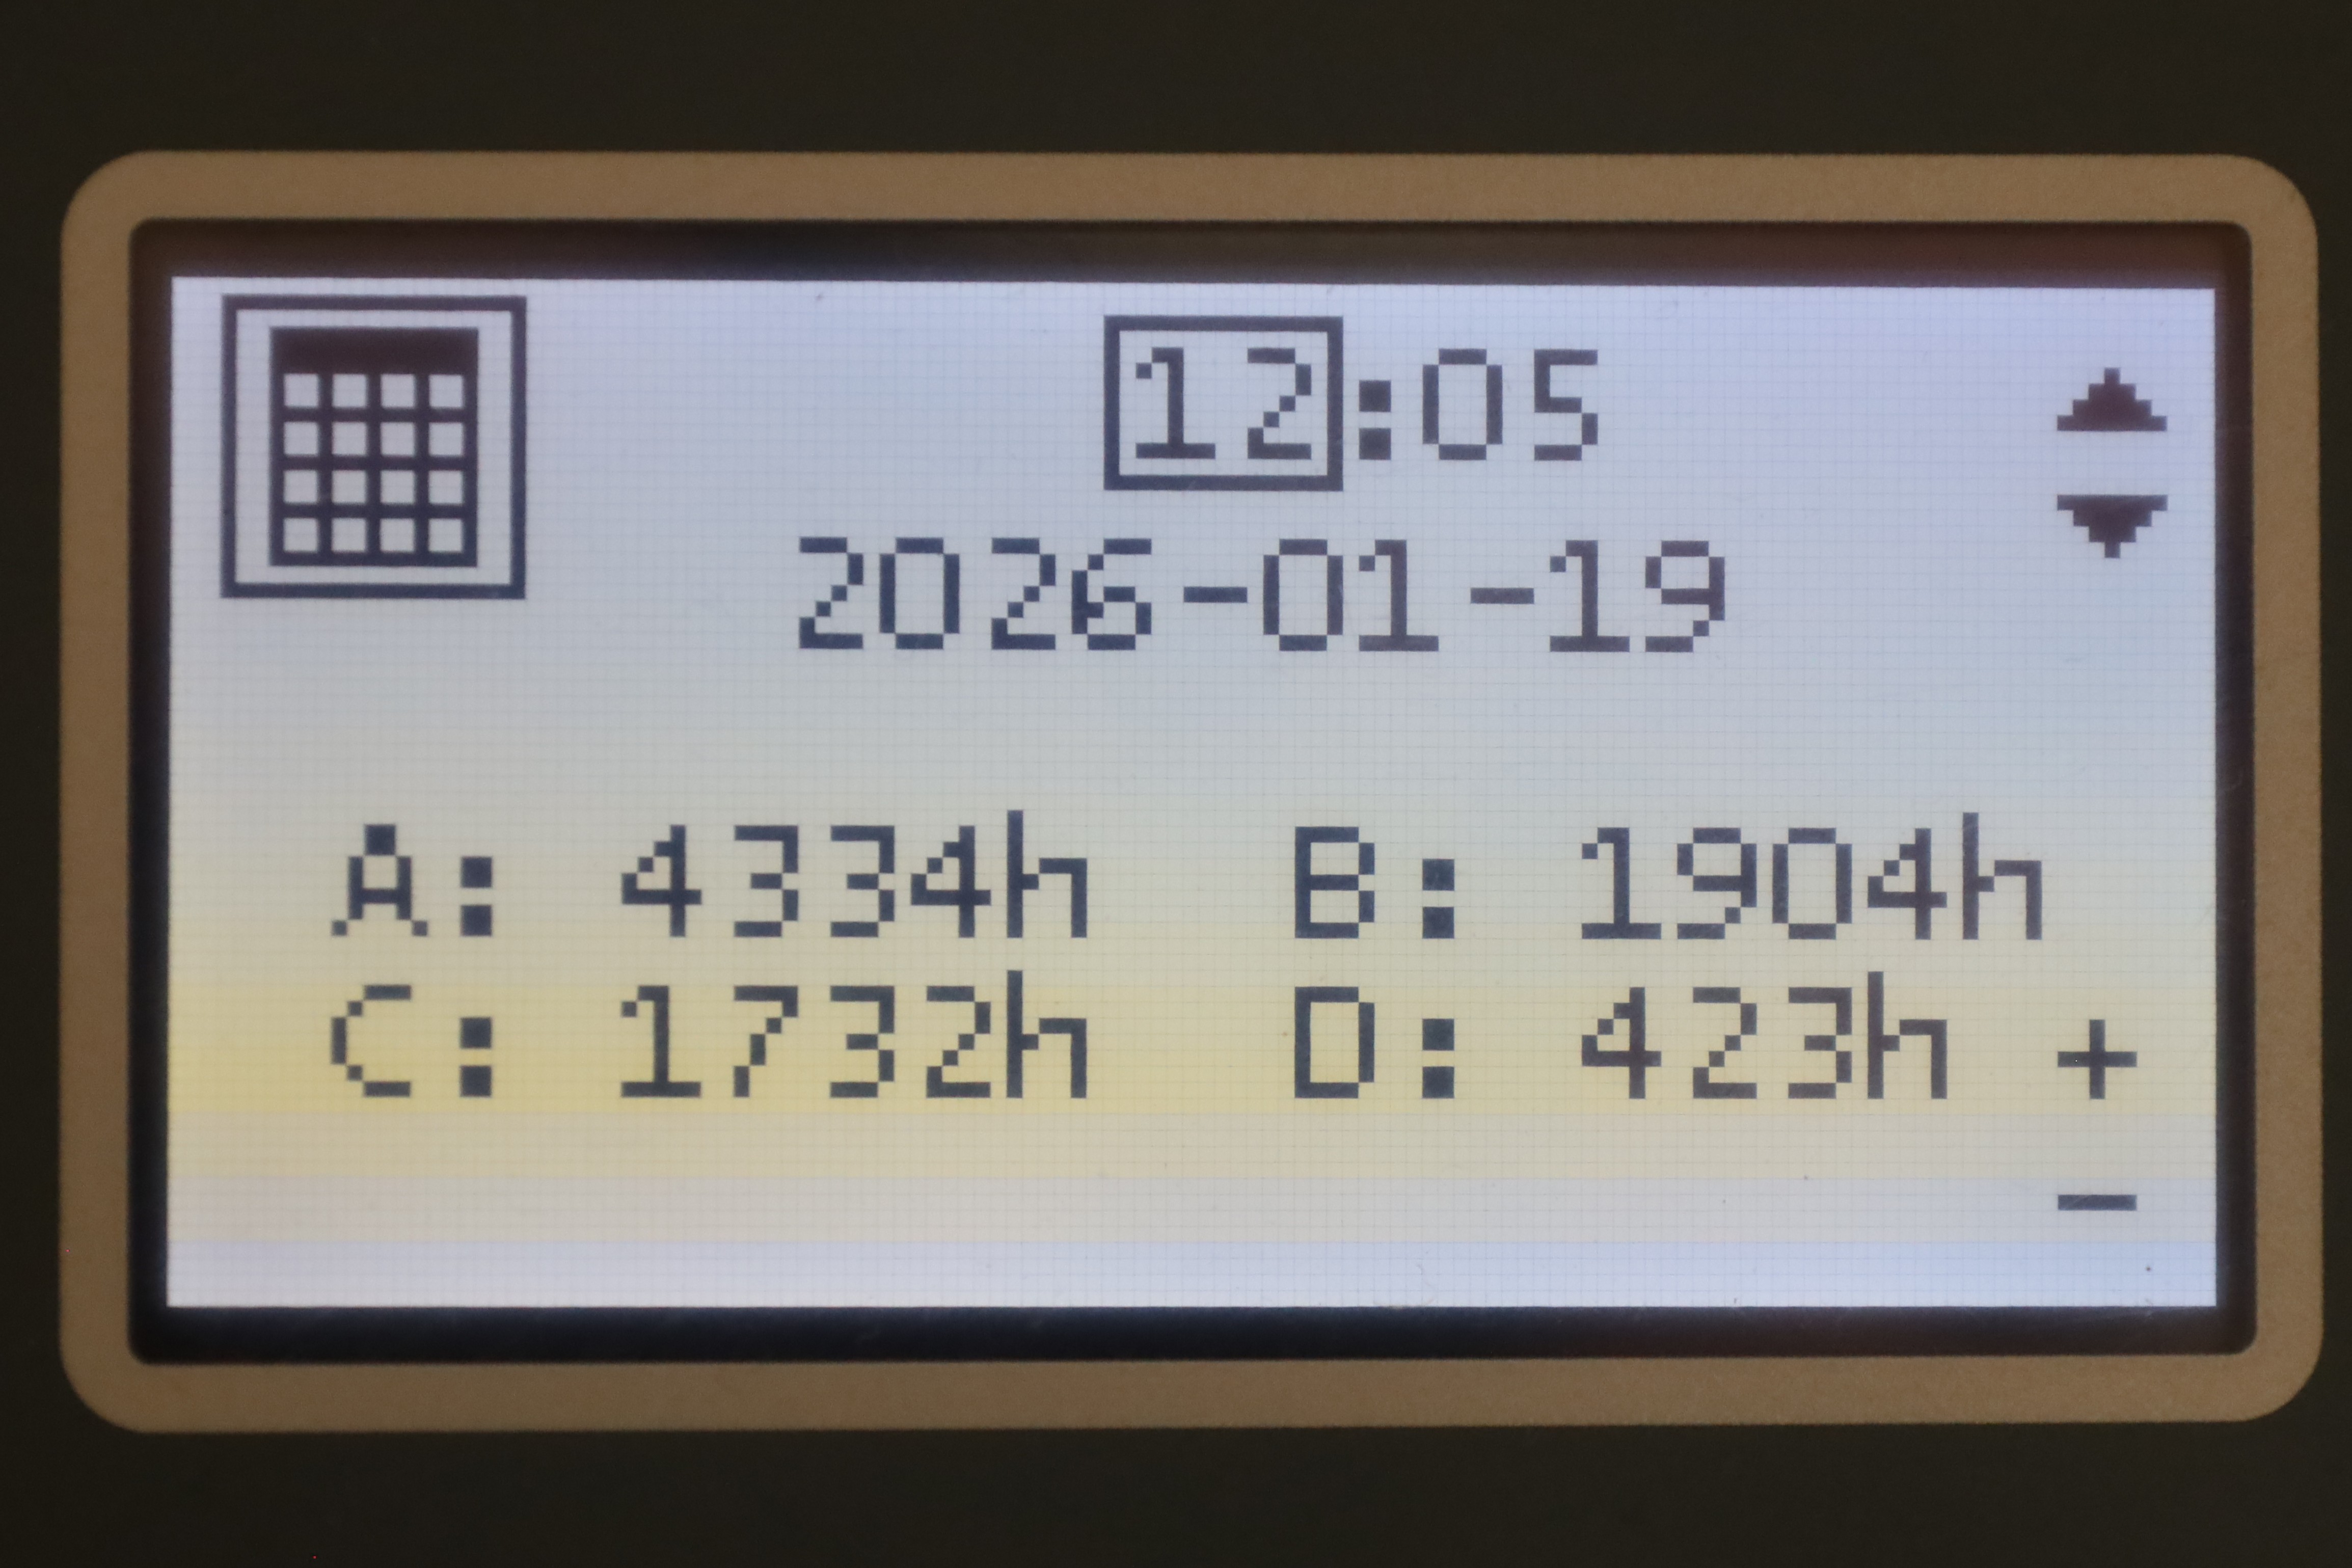 12:05
2026-01-19
A: 4334h B: 1904h
C: 1732h D: 423h +
-